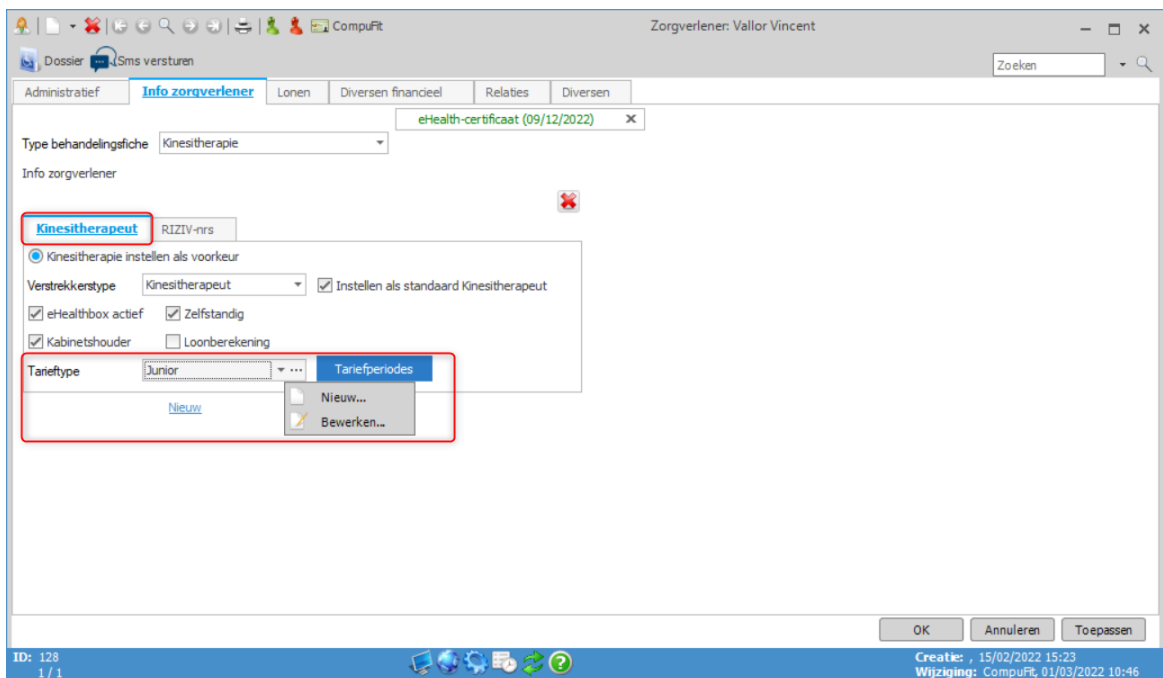 CompuFit
Zorgverlener: Vallor Vincent
Dossier
Sms versturen
Zoeken
Administratief
Info zorgverlener
Lonen
Diversen financieel
Relaties
Diversen
eHealth-certificaat (09/12/2022)
Type behandelingsfiche
Kinesitherapie
Info zorgverlener
Kinesitherapeut
RIZIV-nrs
Kinesitherapie instellen als voorkeur
Verstrekkerstype
Kinesitherapeut
Instellen als standaard Kinesitherapeut
eHealthbox actief
Zelfstandig
Kabinetshouder
Loonberekening
Tarieftype
Junior
Tariefperiodes
Nieuw...
Nieuw
Bewerken...
OK
Annuleren
Toepassen
ID: 128
1 / 1
Creatie: , 15/02/2022 15:23
Wijziging: CompuFit, 01/03/2022 10:46